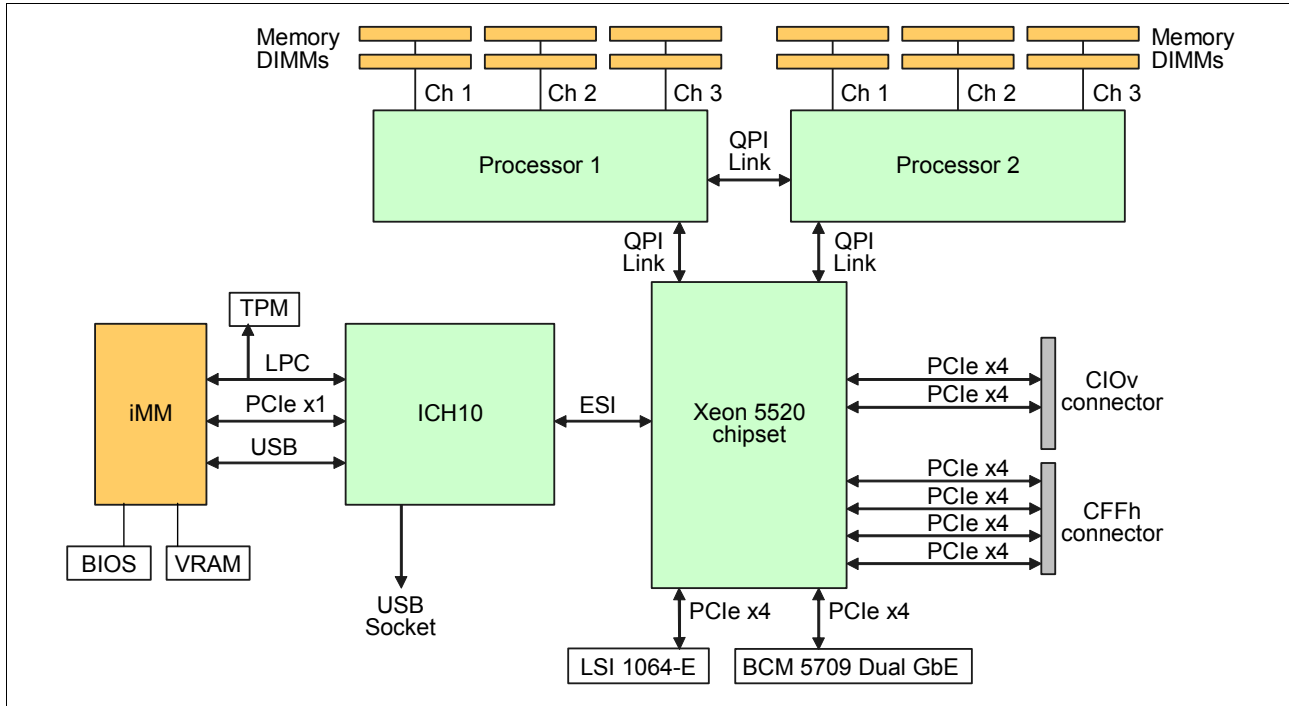 Memory
DIMMs
Memory
DIMMs
Ch 1
Ch 2
Ch 3
Ch 1
Ch 2
Ch 3
Processor 1
QPI
Link
Processor 2
QPI
Link
QPI
Link
TPM
LPC
PCIe x1
USB
iMM
ICH10
ESI
Xeon 5520
chipset
PCIe x4
PCIe x4
CIOv
connector
PCIe x4
PCIe x4
PCIe x4
PCIe x4
CFFh
connector
BIOS
VRAM
USB
Socket
PCIe x4
PCIe x4
LSI 1064-E
BCM 5709 Dual GbE